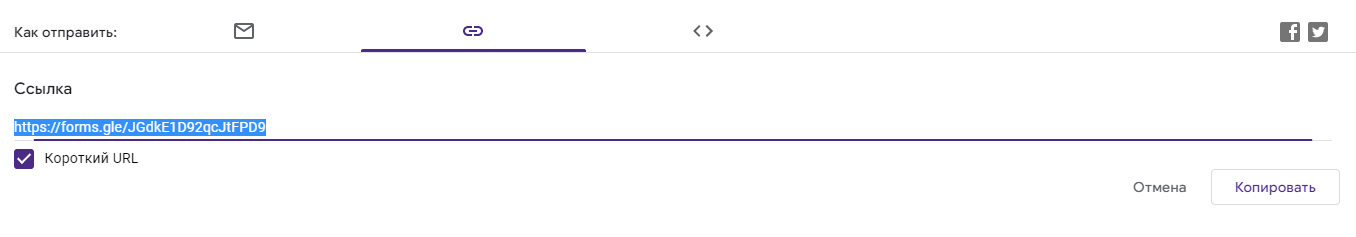 Как отправить:
Ссылка
https://forms.gle/JGdkE1D92qcJtFPD9
Короткий URL
Отмена
Копировать